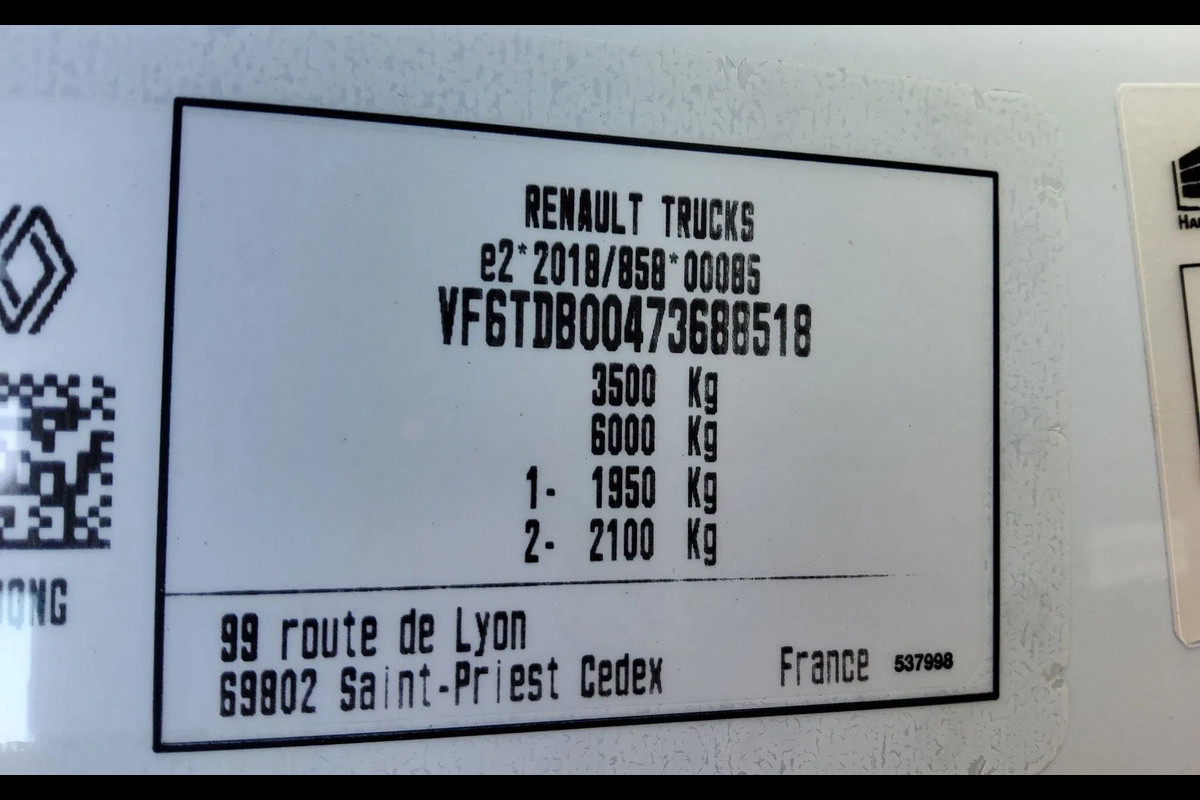 RENAULT TRUCKS
e2*2018/858*00085
VF6TDB00473688518
3500 Kg
6000 Kg
1- 1950 Kg
2- 2100 Kg
99 route de Lyon
69802 Saint-Priest Cedex France 537998